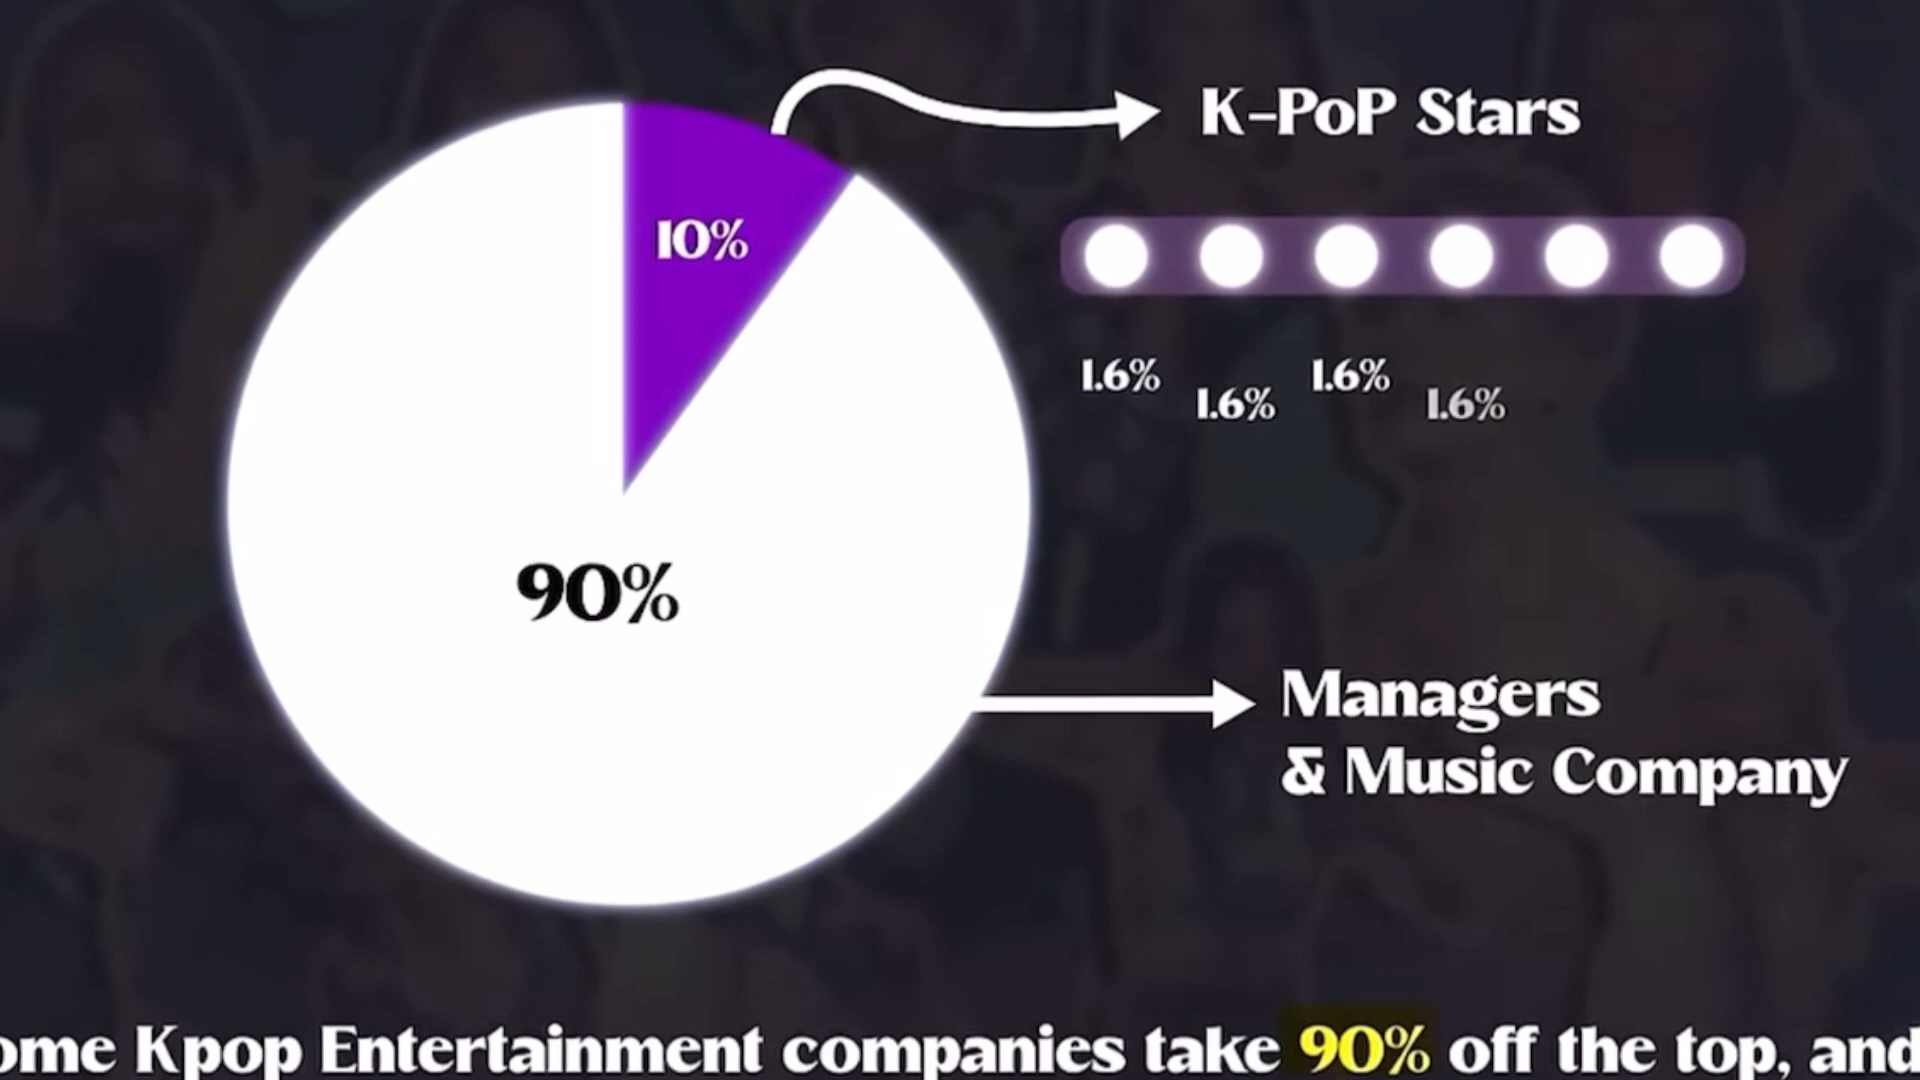 K-PoP Stars
10%
1.6%
1.6%
1.6%
1.6%
90%
Managers
& Music Company
ome Kpop Entertainment companies take 90% off the top, and